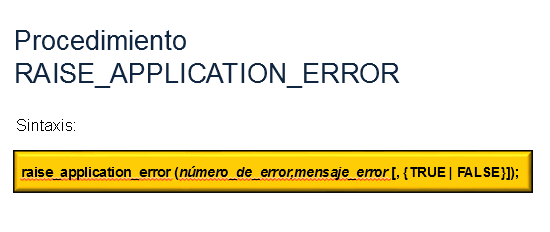 Procedimiento
RAISE_APPLICATION_ERROR
Sintaxis:
raise_application_error (número_de_error,mensaje_error [, {TRUE | FALSE}]);